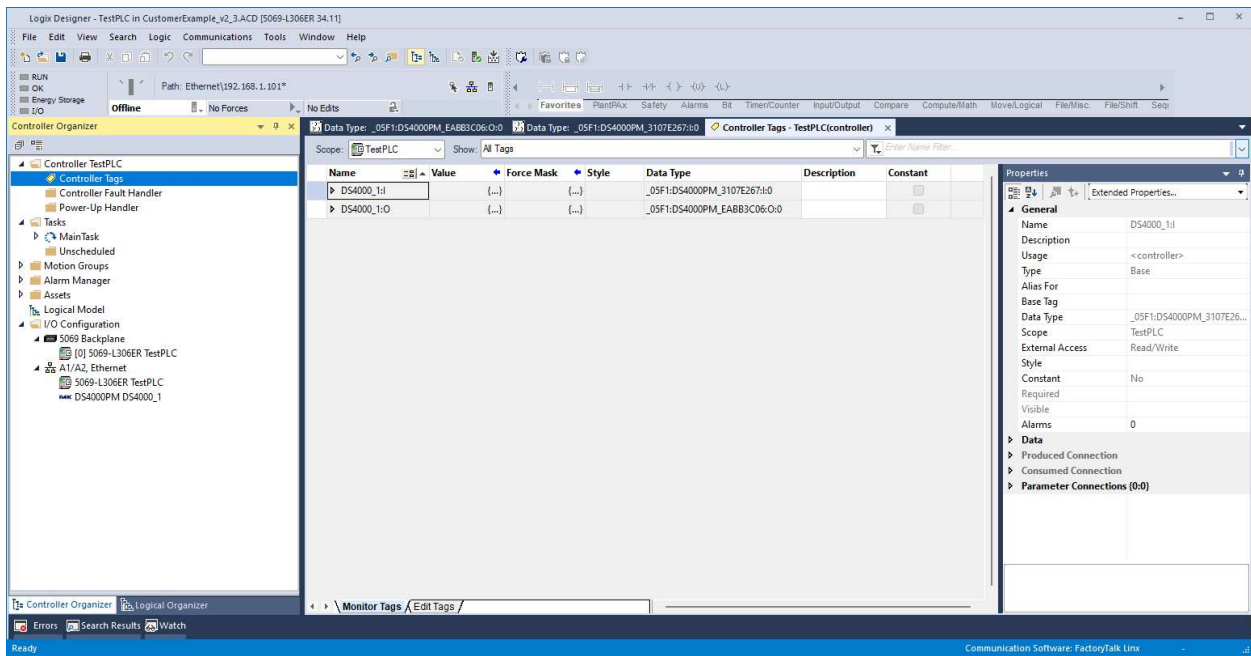 Logix Designer - TestPLC in CustomerExample_v2_3.ACD [5069-L306ER 34.11]
File Edit View Search Logic Communications Tools Window Help
RUN
OK
Energy Storage
I/O
Path: Ethernet\192.168.1.101*
Offline No Forces No Edits
Favorites PlantPAx Safety Alarms Bit Timer/Counter Input/Output Compare Compute/Math Move/Logical File/Misc. File/Shift Seq
Controller Organizer
Controller TestPLC
Controller Tags
Controller Fault Handler
Power-Up Handler
Tasks
MainTask
Unscheduled
Motion Groups
Alarm Manager
Assets
Logical Model
I/O Configuration
5069 Backplane
[0] 5069-L306ER TestPLC
A1/A2, Ethernet
5069-L306ER TestPLC
DS4000PM DS4000_1
Controller Organizer Logical Organizer
Data Type: _05F1:DS4000PM_EABB3C06:O:0 Data Type: _05F1:DS4000PM_3107E267:I:0 Controller Tags - TestPLC(controller)
Scope: TestPLC Show: All Tags Enter Name Filter...
Name Value Force Mask Style Data Type Description Constant
DS4000_1:I {...} {...} _05F1:DS4000PM_3107E267:I:0
DS4000_1:O {...} {...} _05F1:DS4000PM_EABB3C06:O:0
Monitor Tags Edit Tags
Properties
Extended Properties...
General
Name DS4000_1:I
Description
Usage <controller>
Type Base
Alias For
Base Tag
Data Type _05F1:DS4000PM_3107E26...
Scope TestPLC
External Access Read/Write
Style
Constant No
Required
Visible
Alarms 0
Data
Produced Connection
Consumed Connection
Parameter Connections {0:0}
Errors Search Results Watch
Ready
Communication Software: FactoryTalk Linx